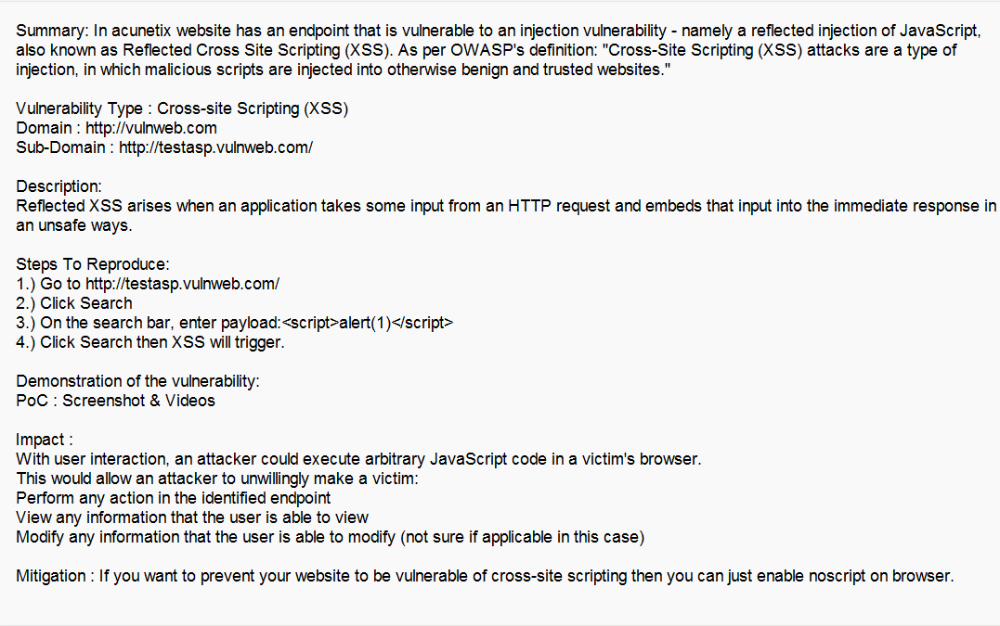 Summary: In acunetix website has an endpoint that is vulnerable to an injection vulnerability - namely a reflected injection of JavaScript,
also known as Reflected Cross Site Scripting (XSS). As per OWASP's definition: "Cross-Site Scripting (XSS) attacks are a type of
injection, in which malicious scripts are injected into otherwise benign and trusted websites."
Vulnerability Type : Cross-site Scripting (XSS)
Domain : http://vulnweb.com
Sub-Domain : http://testasp.vulnweb.com/
Description:
Reflected XSS arises when an application takes some input from an HTTP request and embeds that input into the immediate response in
an unsafe ways.
Steps To Reproduce:
1.) Go to http://testasp.vulnweb.com/
2.) Click Search
3.) On the search bar, enter payload:<script>alert(1)</script>
4.) Click Search then XSS will trigger.
Demonstration of the vulnerability:
PoC : Screenshot & Videos
Impact :
With user interaction, an attacker could execute arbitrary JavaScript code in a victim's browser.
This would allow an attacker to unwillingly make a victim:
Perform any action in the identified endpoint
View any information that the user is able to view
Modify any information that the user is able to modify (not sure if applicable in this case)
Mitigation : If you want to prevent your website to be vulnerable of cross-site scripting then you can just enable noscript on browser.